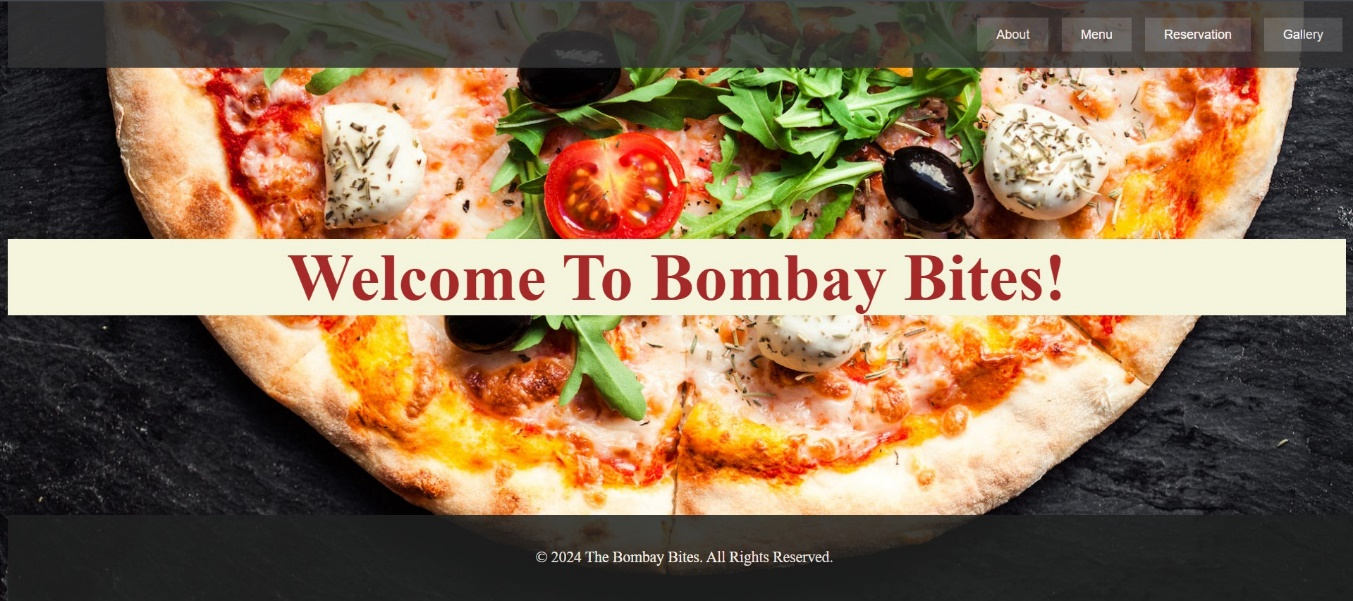 About Menu Reservation Gallery
Welcome To Bombay Bites!
© 2024 The Bombay Bites. All Rights Reserved.